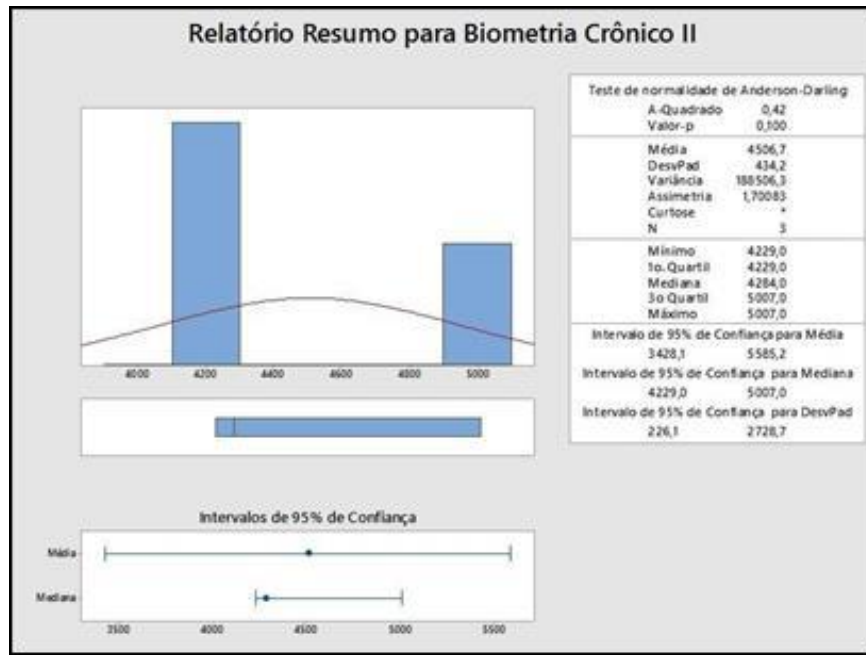 Relatório Resumo para Biometria Crônico II
Teste de normalidade de Anderson-Darling
A-Quadrado 0,42
Valor-p 0,100
Média 4506,7
DesvPad 434,2
Variância 188506,3
Assimetria 1,70083
Curtose *
N 3
Mínimo 4229,0
1o. Quartil 4229,0
Mediana 4284,0
3o Quartil 5007,0
Máximo 5007,0
Intervalo de 95% de Confiança para Média
3428,1 5585,2
Intervalo de 95% de Confiança para Mediana
4229,0 5007,0
Intervalo de 95% de Confiança para DesvPad
226,1 2728,7
4000 4200 4400 4600 4800 5000
Intervalos de 95% de Confiança
Média
Mediana
3500 4000 4500 5000 5500